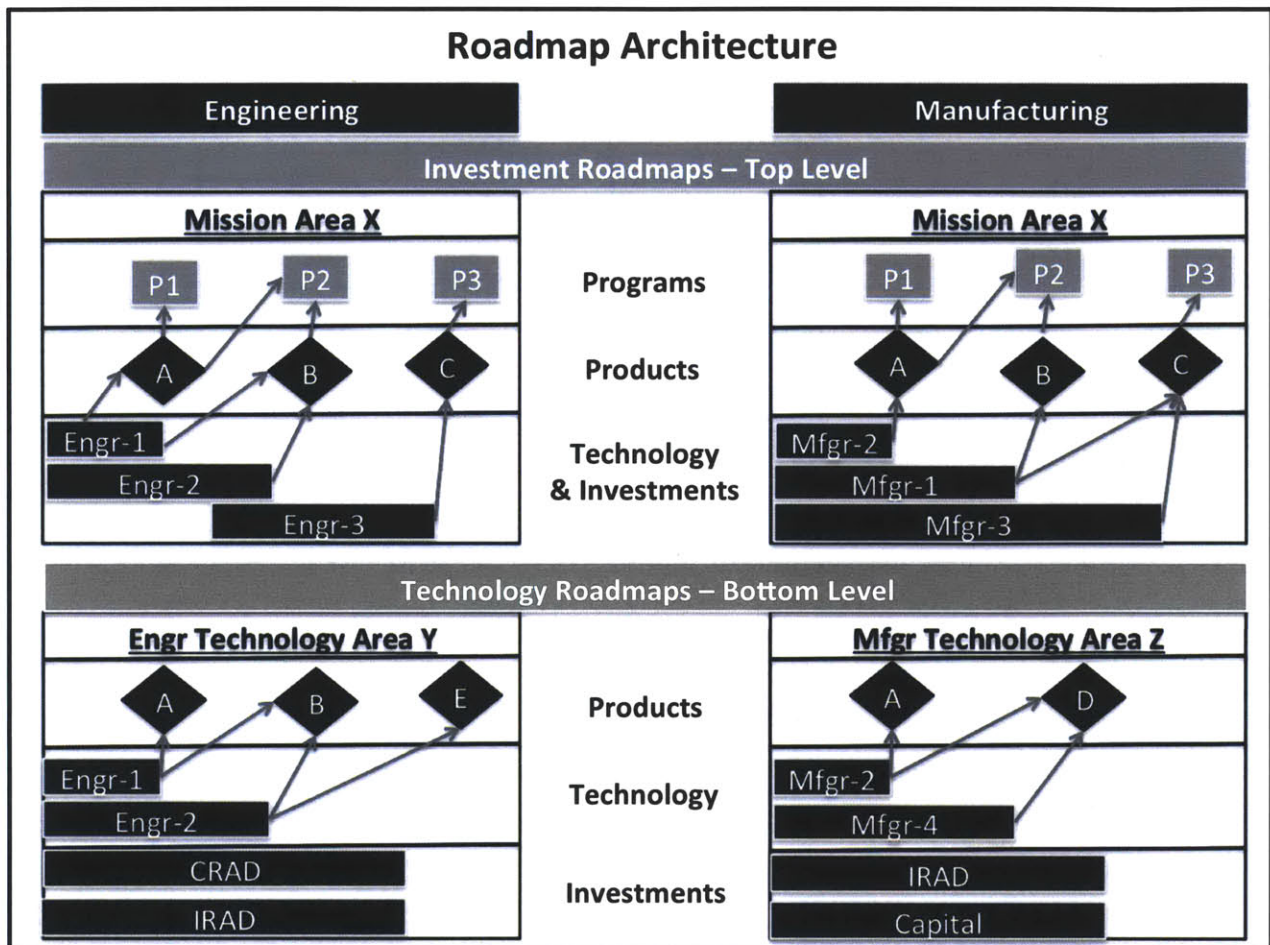 Roadmap Architecture
Engineering
Manufacturing
Investment Roadmaps – Top Level
Mission Area X
Mission Area X
P1
P2
P3
Programs
P1
P2
P3
A
B
C
Products
A
B
C
Engr-1
Engr-2
Engr-3
Technology
& Investments
Mfgr-2
Mfgr-1
Mfgr-3
Technology Roadmaps – Bottom Level
Engr Technology Area Y
Mfgr Technology Area Z
A
B
E
Products
A
D
Engr-1
Engr-2
Technology
Mfgr-2
Mfgr-4
CRAD
IRAD
Investments
IRAD
Capital